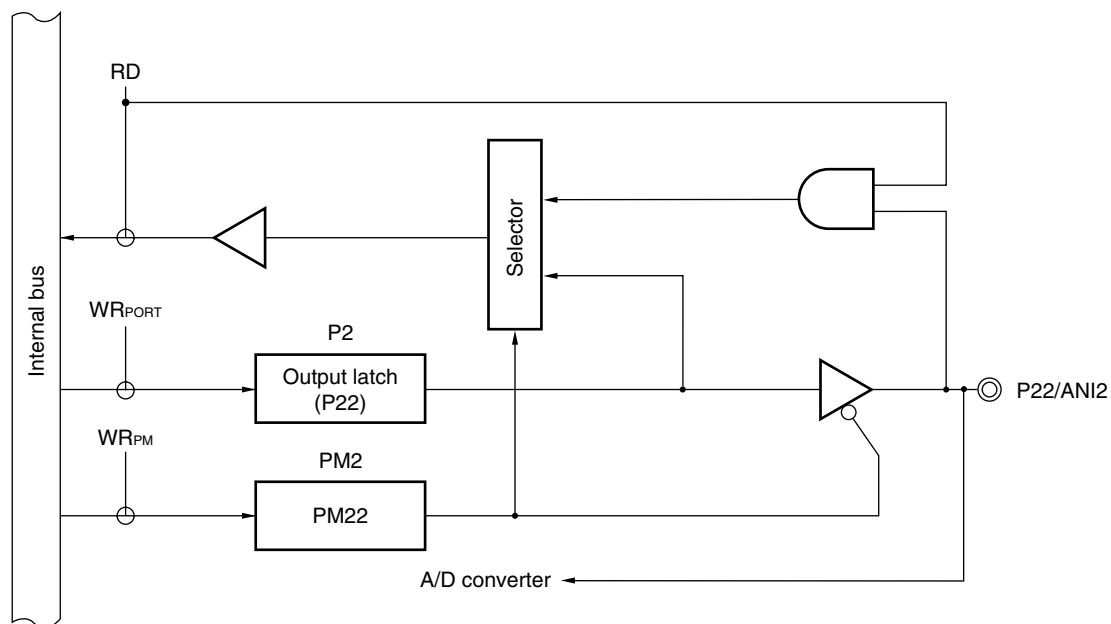 RD
Selector
Internal bus
WRPORT
P2
Output latch
(P22)
P22/ANI2
WRPM
PM2
PM22
A/D converter